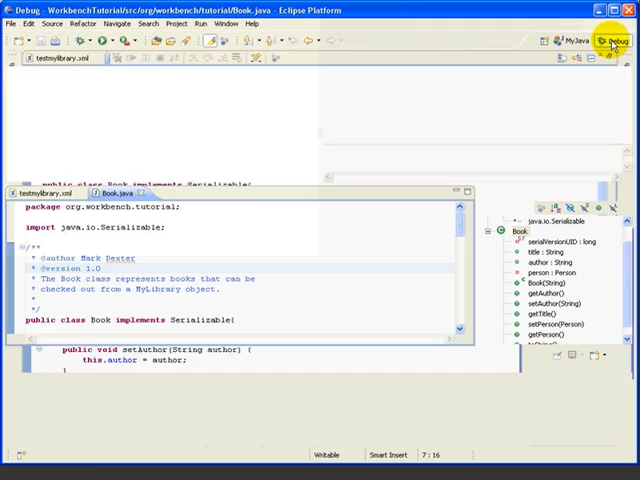 Debug - WorkbenchTutorial/src/org/workbench/tutorial/Book.java - Eclipse Platform
File Edit Source Refactor Navigate Search Project Run Window Help
MyJava Debug
testmylibrary.xml
public class Book implements Serializable{
testmylibrary.xml Book.java
package org.workbench.tutorial;
import java.io.Serializable;
/**
* @author Mark Dexter
* @version 1.0
* The Book class represents books that can be
* checked out from a MyLibrary object.
*
*/
public class Book implements Serializable{
java.io.Serializable
Book
serialVersionUID : long
title : String
author : String
person : Person
Book(String)
getAuthor()
setAuthor(String)
getTitle()
setPerson(Person)
getPerson()
public void setAuthor(String author) {
this.author = author;
}
Writable Smart Insert 7 : 16